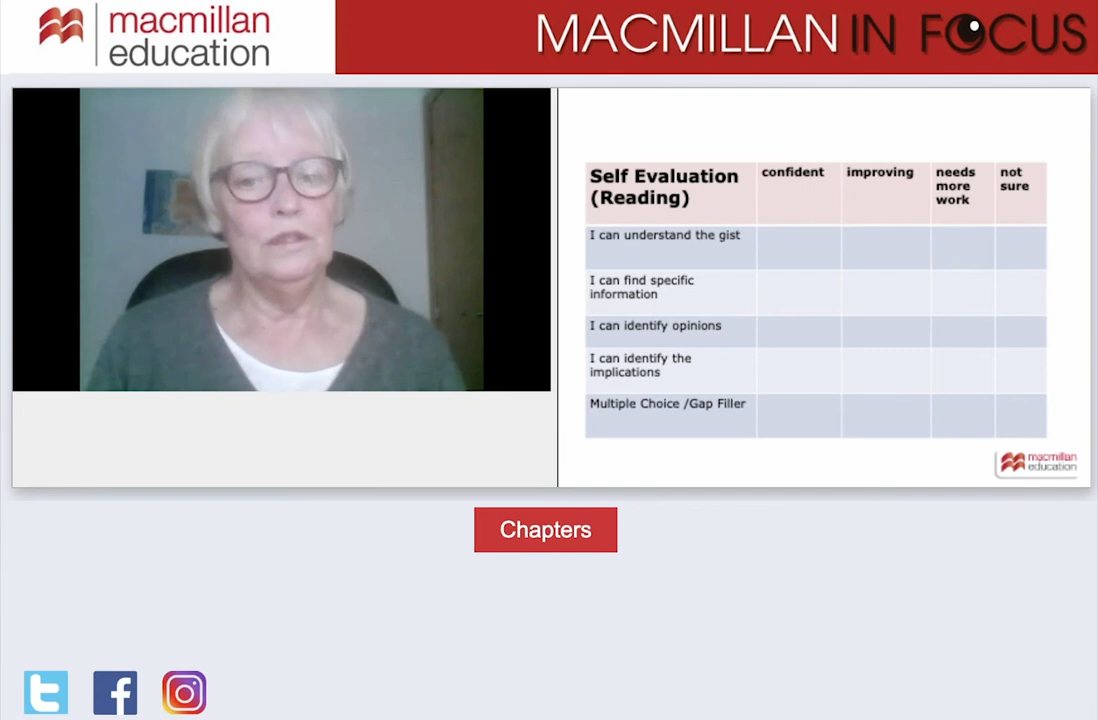 macmillan
education
MACMILLAN IN FOCUS
Self Evaluation
(Reading)
confident
improving
needs
more
work
not
sure
I can understand the gist
I can find specific
information
I can identify opinions
I can identify the
implications
Multiple Choice /Gap Filler
macmillan
education
Chapters